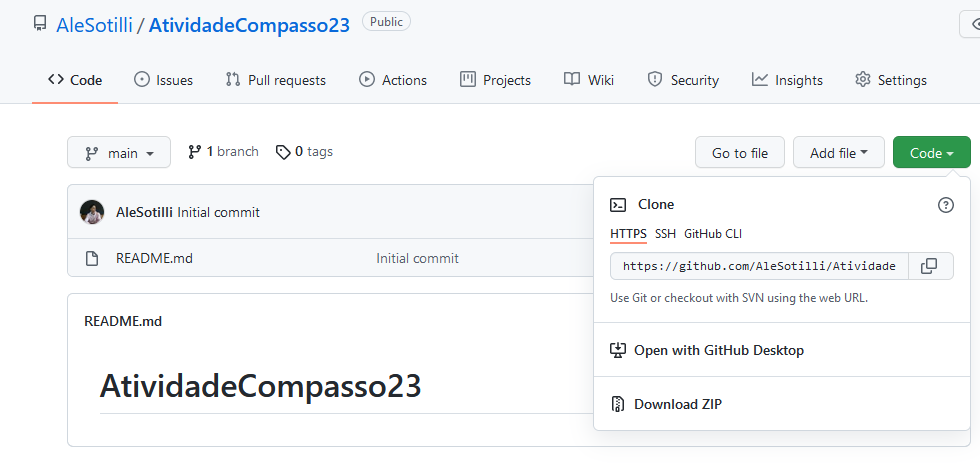 AleSotilli / AtividadeCompasso23 Public
Code Issues Pull requests Actions Projects Wiki Security Insights Settings
main 1 branch 0 tags Go to file Add file Code
AleSotilli Initial commit
README.md Initial commit
Clone
HTTPS SSH GitHub CLI
https://github.com/AleSotilli/Atividade
Use Git or checkout with SVN using the web URL.
Open with GitHub Desktop
Download ZIP
README.md
AtividadeCompasso23